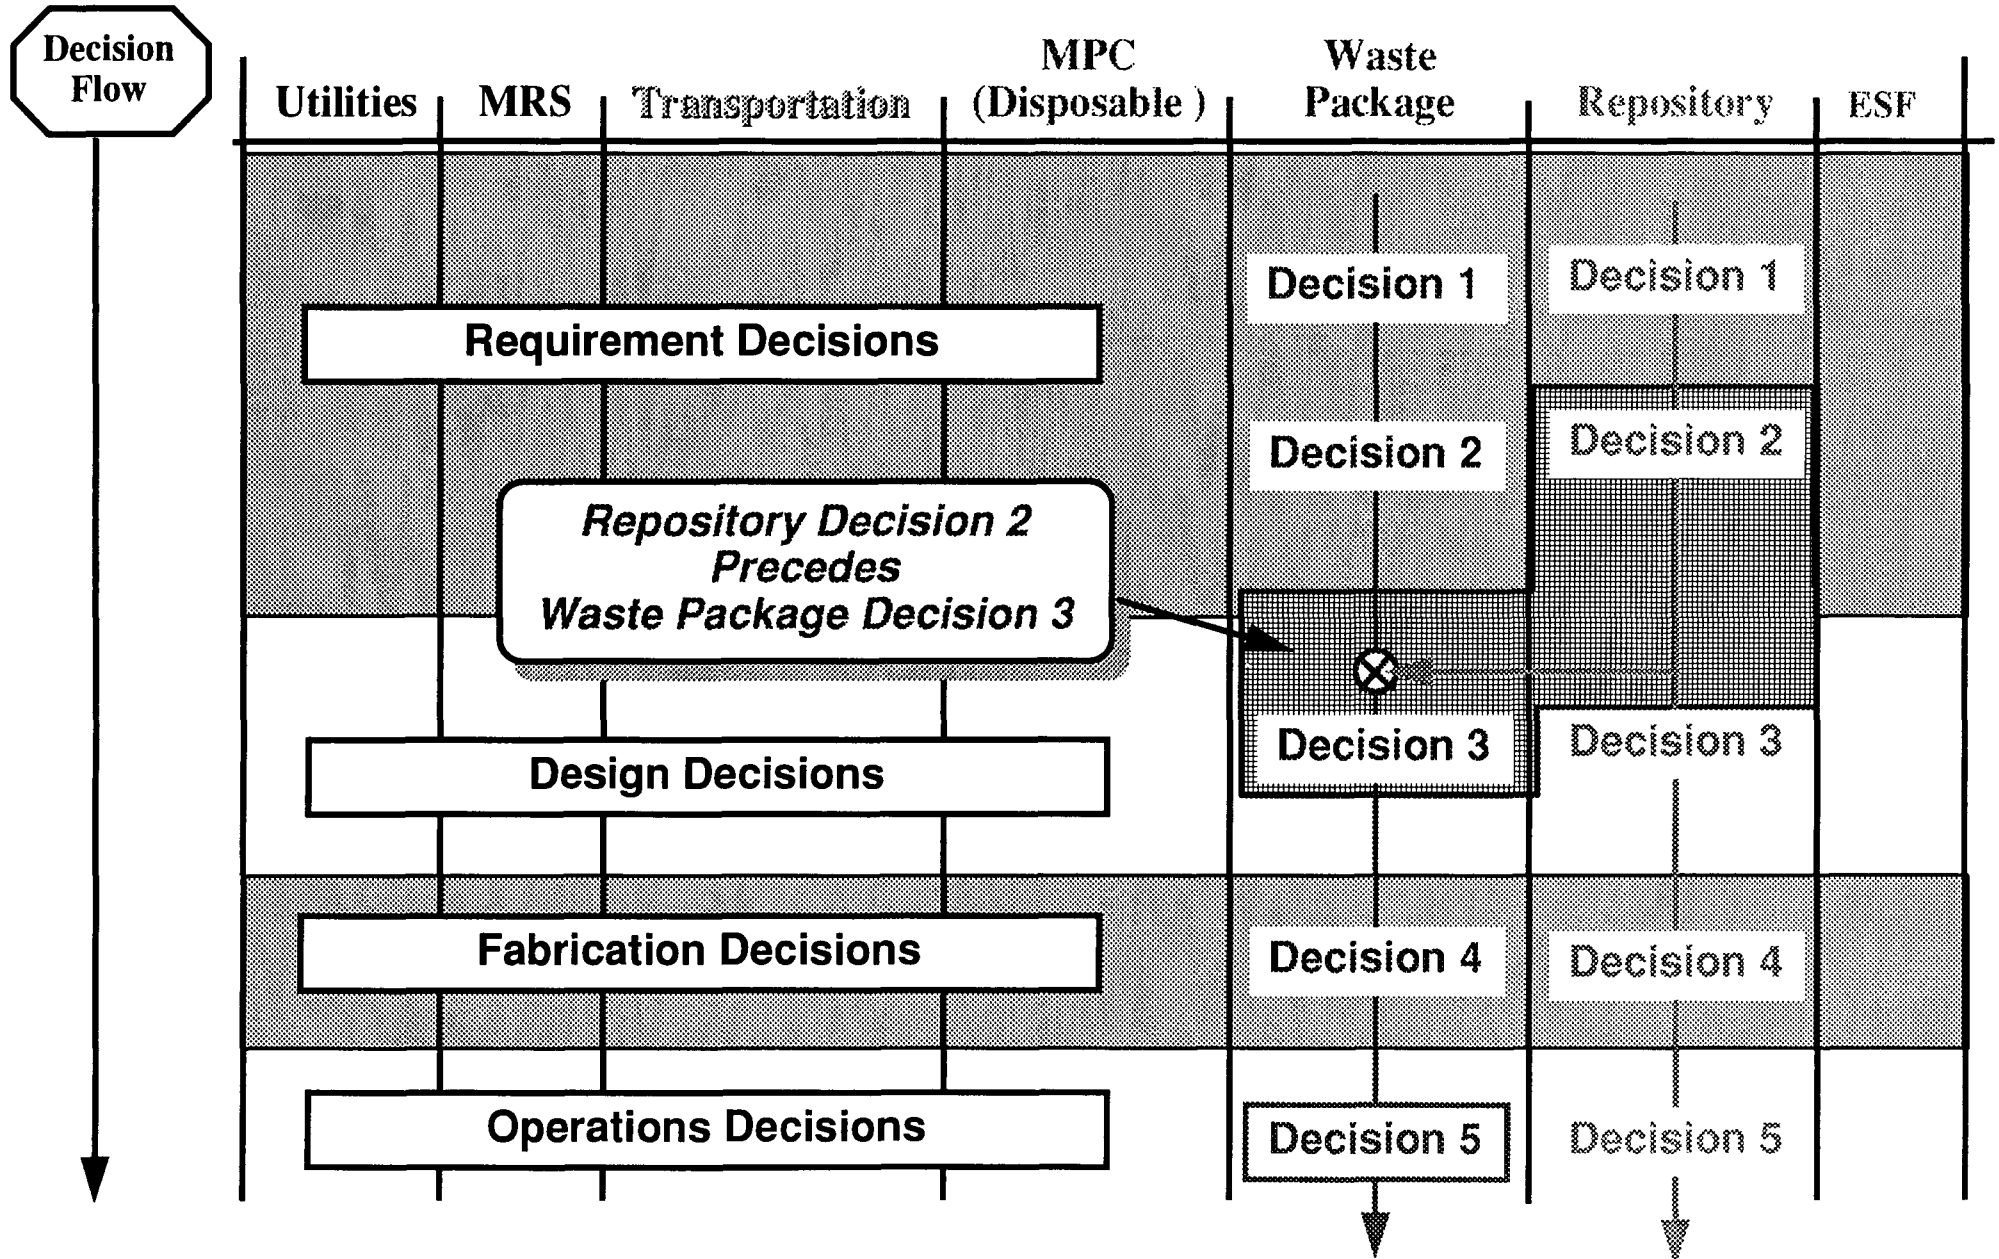 Decision
Flow
Utilities
MRS
Transportation
MPC
(Disposable )
Waste
Package
Repository
ESF
Decision 1
Decision 1
Requirement Decisions
Decision 2
Decision 2
Repository Decision 2
Precedes
Waste Package Decision 3
Decision 3
Decision 3
Design Decisions
Fabrication Decisions
Decision 4
Decision 4
Operations Decisions
Decision 5
Decision 5